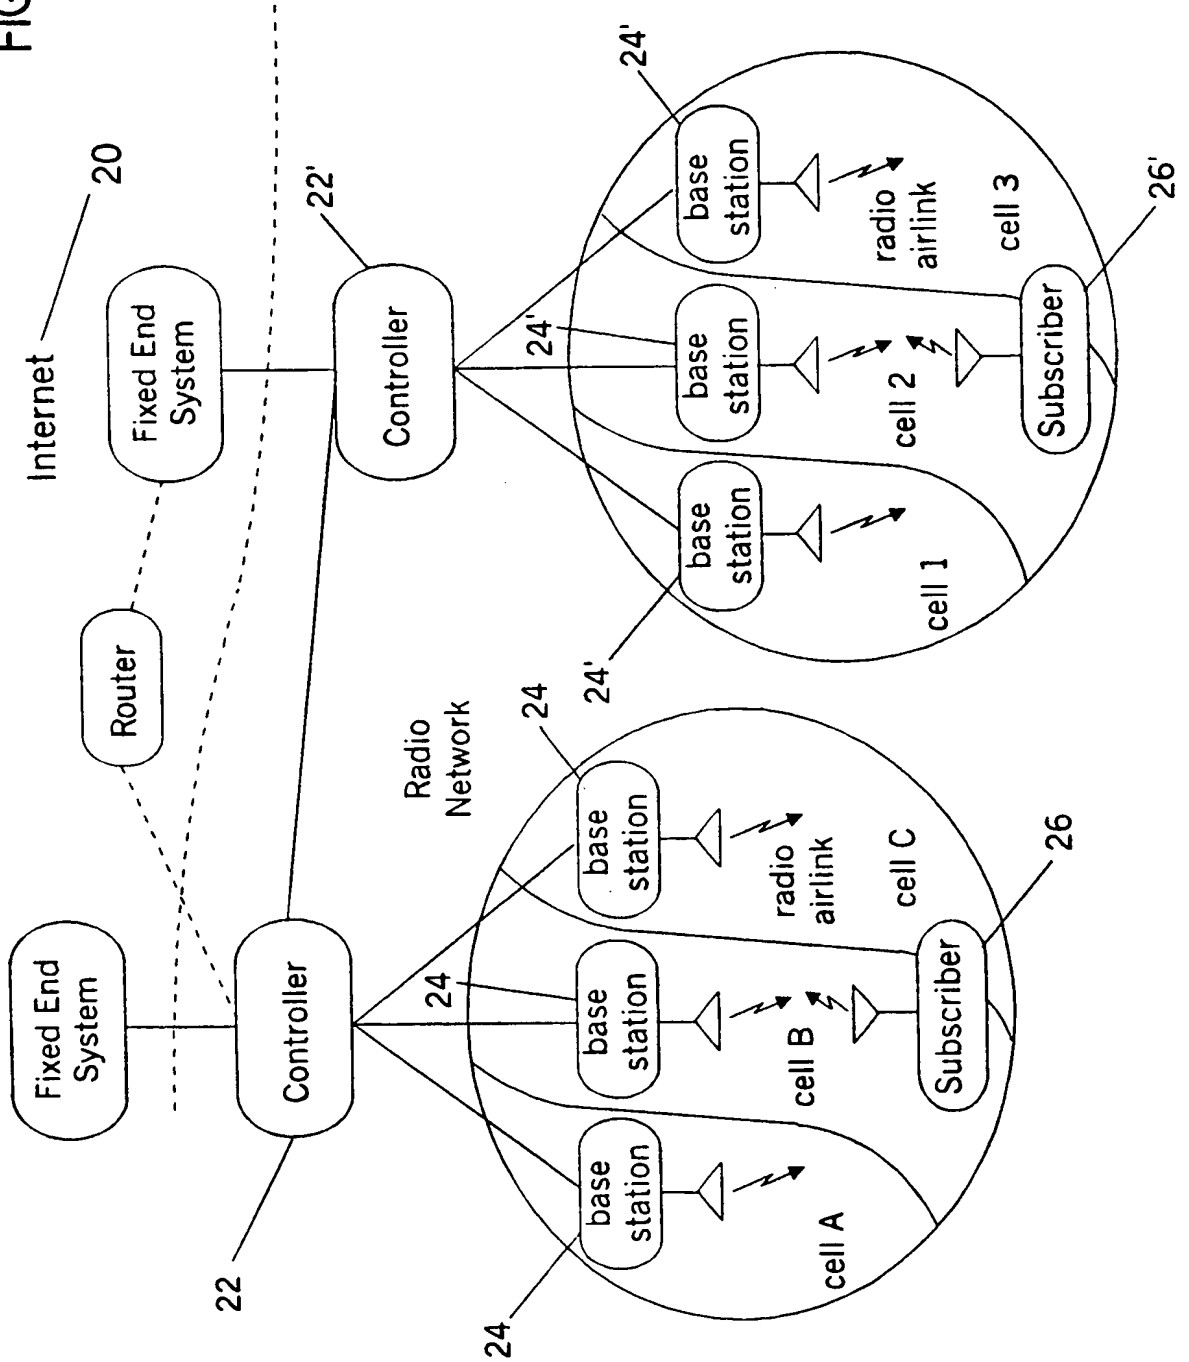 FIG
Internet
20
Fixed End
System
Fixed End
System
Router
22
Controller
Controller
22'
Radio
Network
24
24
24
24'
24'
24'
base
station
base
station
base
station
base
station
base
station
base
station
radio
airlink
radio
airlink
cell A
cell B
cell C
cell 1
cell 2
cell 3
Subscriber
26
Subscriber
26'